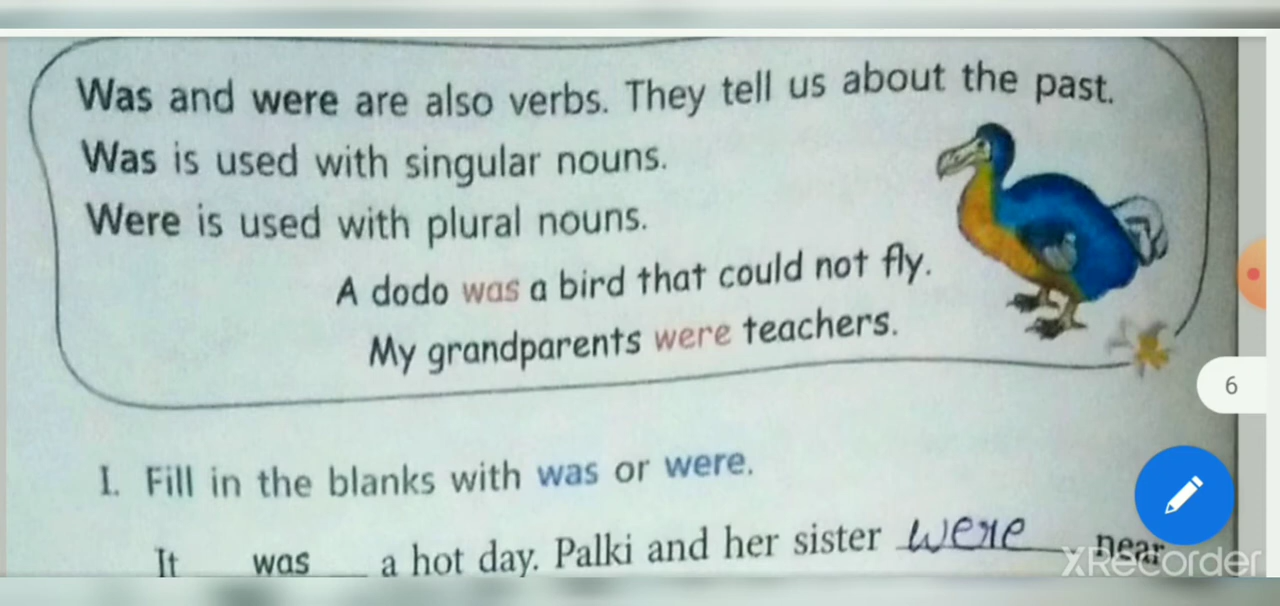 Was and were are also verbs. They tell us about the past.
Was is used with singular nouns.
Were is used with plural nouns.
A dodo was a bird that could not fly.
My grandparents were teachers.
6
I. Fill in the blanks with was or were.
It was a hot day. Palki and her sister were near
XRecorder